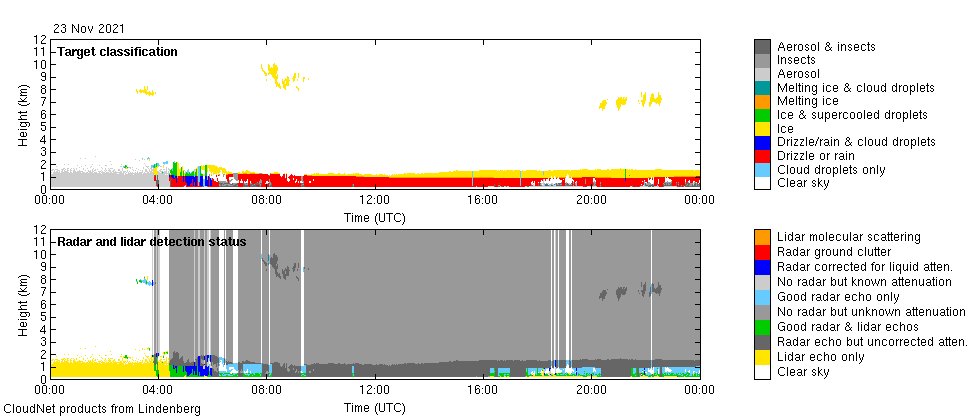 23 Nov 2021
Target classification
Height (km)
12
11
10
9
8
7
6
5
4
3
2
1
0
00:00 04:00 08:00 12:00 16:00 20:00 00:00
Time (UTC)
Aerosol & insects
Insects
Aerosol
Melting ice & cloud droplets
Melting ice
Ice & supercooled droplets
Ice
Drizzle/rain & cloud droplets
Drizzle or rain
Cloud droplets only
Clear sky
Radar and lidar detection status
Height (km)
12
11
10
9
8
7
6
5
4
3
2
1
0
00:00 04:00 08:00 12:00 16:00 20:00 00:00
Time (UTC)
Lidar molecular scattering
Radar ground clutter
Radar corrected for liquid atten.
No radar but known attenuation
Good radar echo only
No radar but unknown attenuation
Good radar & lidar echos
Radar echo but uncorrected atten.
Lidar echo only
Clear sky
CloudNet products from Lindenberg